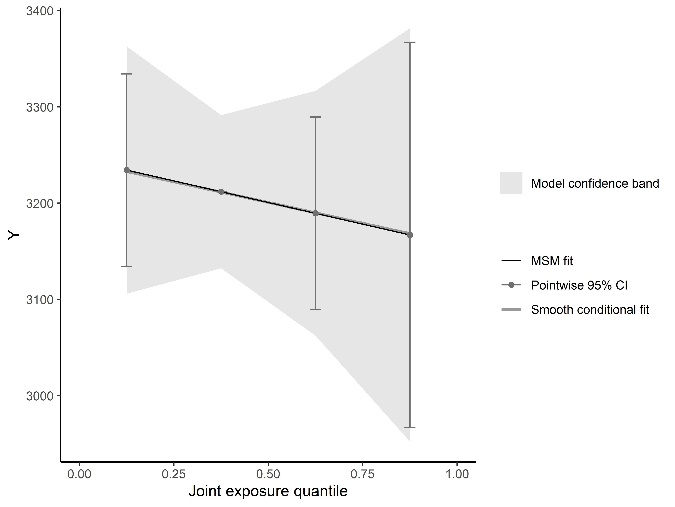 3400
3300
3200
3100
3000
Y
0.00 0.25 0.50 0.75 1.00
Joint exposure quantile
Model confidence band
MSM fit
Pointwise 95% CI
Smooth conditional fit